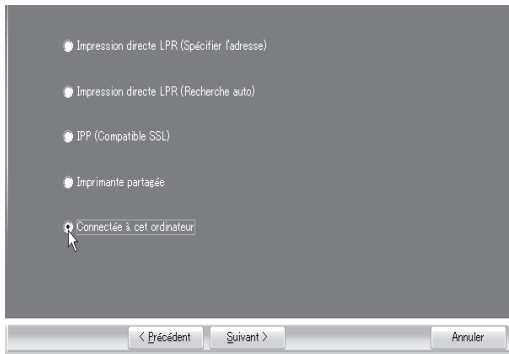 Impression directe LPR (Spécifier l'adresse)
Impression directe LPR (Recherche auto)
IPP (Compatible SSL)
Imprimante partagée
Connectée à cet ordinateur
< Précédent
Suivant >
Annuler